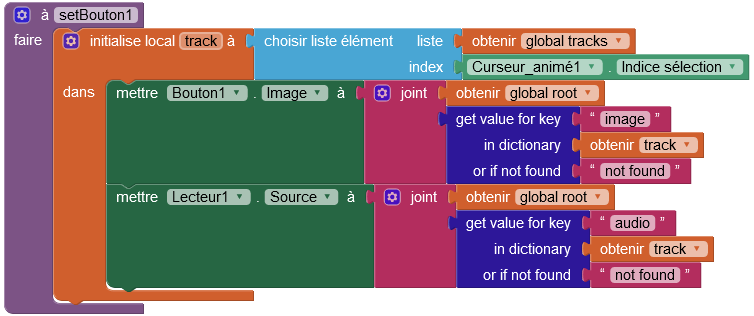 à setBouton1
faire initialise local track à choisir liste élément liste obtenir global tracks
index Curseur_animé1 . Indice sélection
dans mettre Bouton1 . Image à joint obtenir global root
get value for key “ image ”
in dictionary obtenir track
or if not found “ not found ”
mettre Lecteur1 . Source à joint obtenir global root
get value for key “ audio ”
in dictionary obtenir track
or if not found “ not found ”